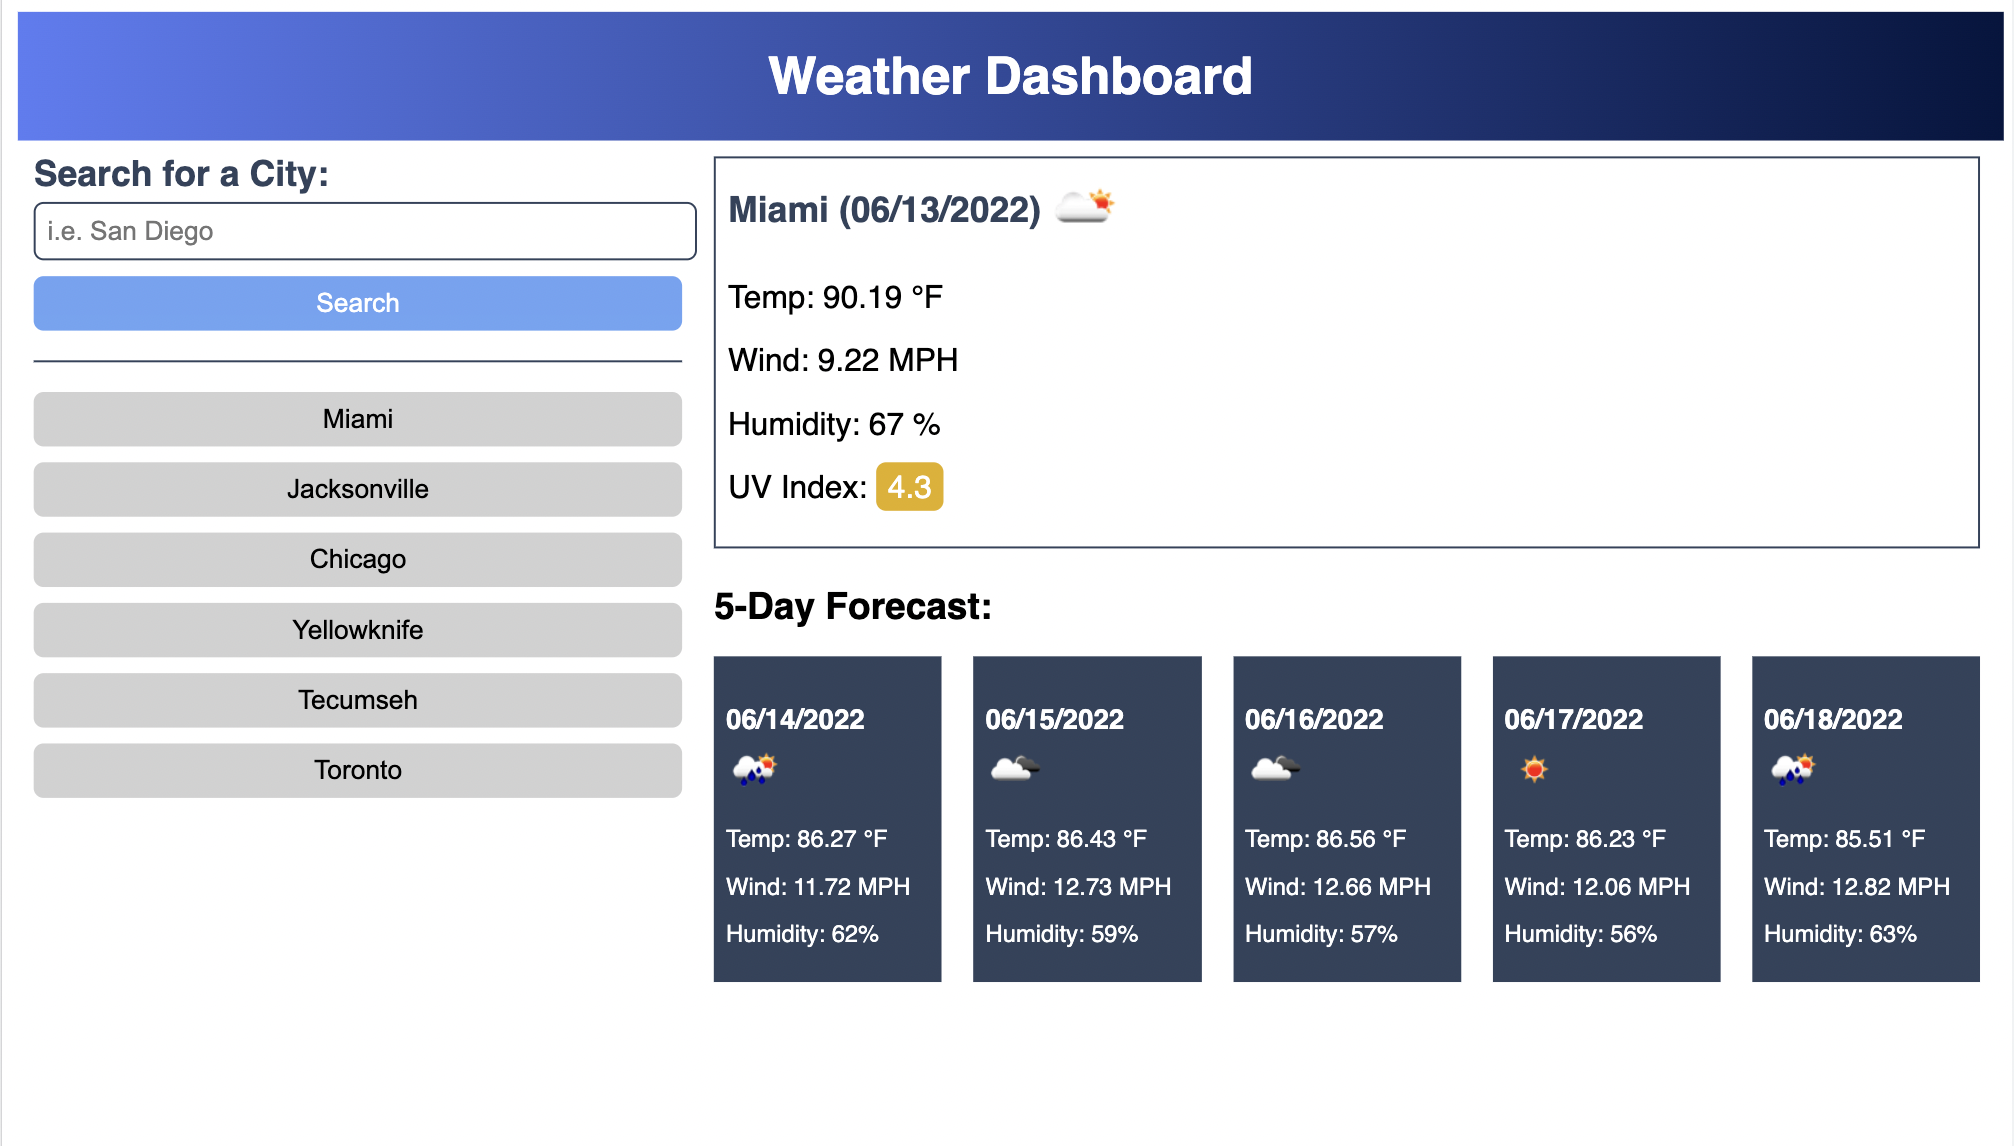 Weather Dashboard
Search for a City:
i.e. San Diego
Search
Miami
Jacksonville
Chicago
Yellowknife
Tecumseh
Toronto
Miami (06/13/2022)
Temp: 90.19 °F
Wind: 9.22 MPH
Humidity: 67 %
UV Index: 4.3
5-Day Forecast:
06/14/2022
Temp: 86.27 °F
Wind: 11.72 MPH
Humidity: 62%
06/15/2022
Temp: 86.43 °F
Wind: 12.73 MPH
Humidity: 59%
06/16/2022
Temp: 86.56 °F
Wind: 12.66 MPH
Humidity: 57%
06/17/2022
Temp: 86.23 °F
Wind: 12.06 MPH
Humidity: 56%
06/18/2022
Temp: 85.51 °F
Wind: 12.82 MPH
Humidity: 63%